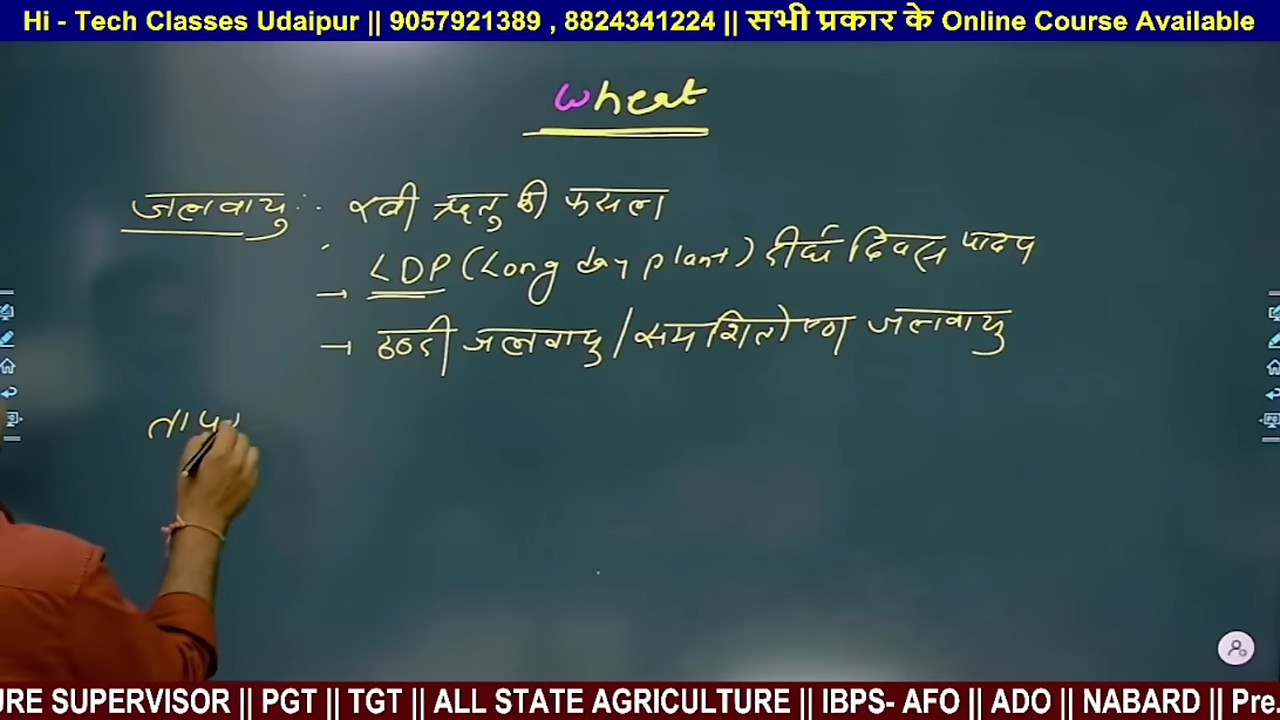 Hi - Tech Classes Udaipur || 9057921389 , 8824341224 || सभी प्रकार के Online Course Available
Wheat
जलवायु :- रबी ऋतु की फसल
→ LDP (Long day plant) दीर्घ दिवस पादप
→ ठण्डी जलवायु / समशितोष्ण जलवायु
ताप
URE SUPERVISOR || PGT || TGT || ALL STATE AGRICULTURE || IBPS- AFO || ADO || NABARD || Pre.